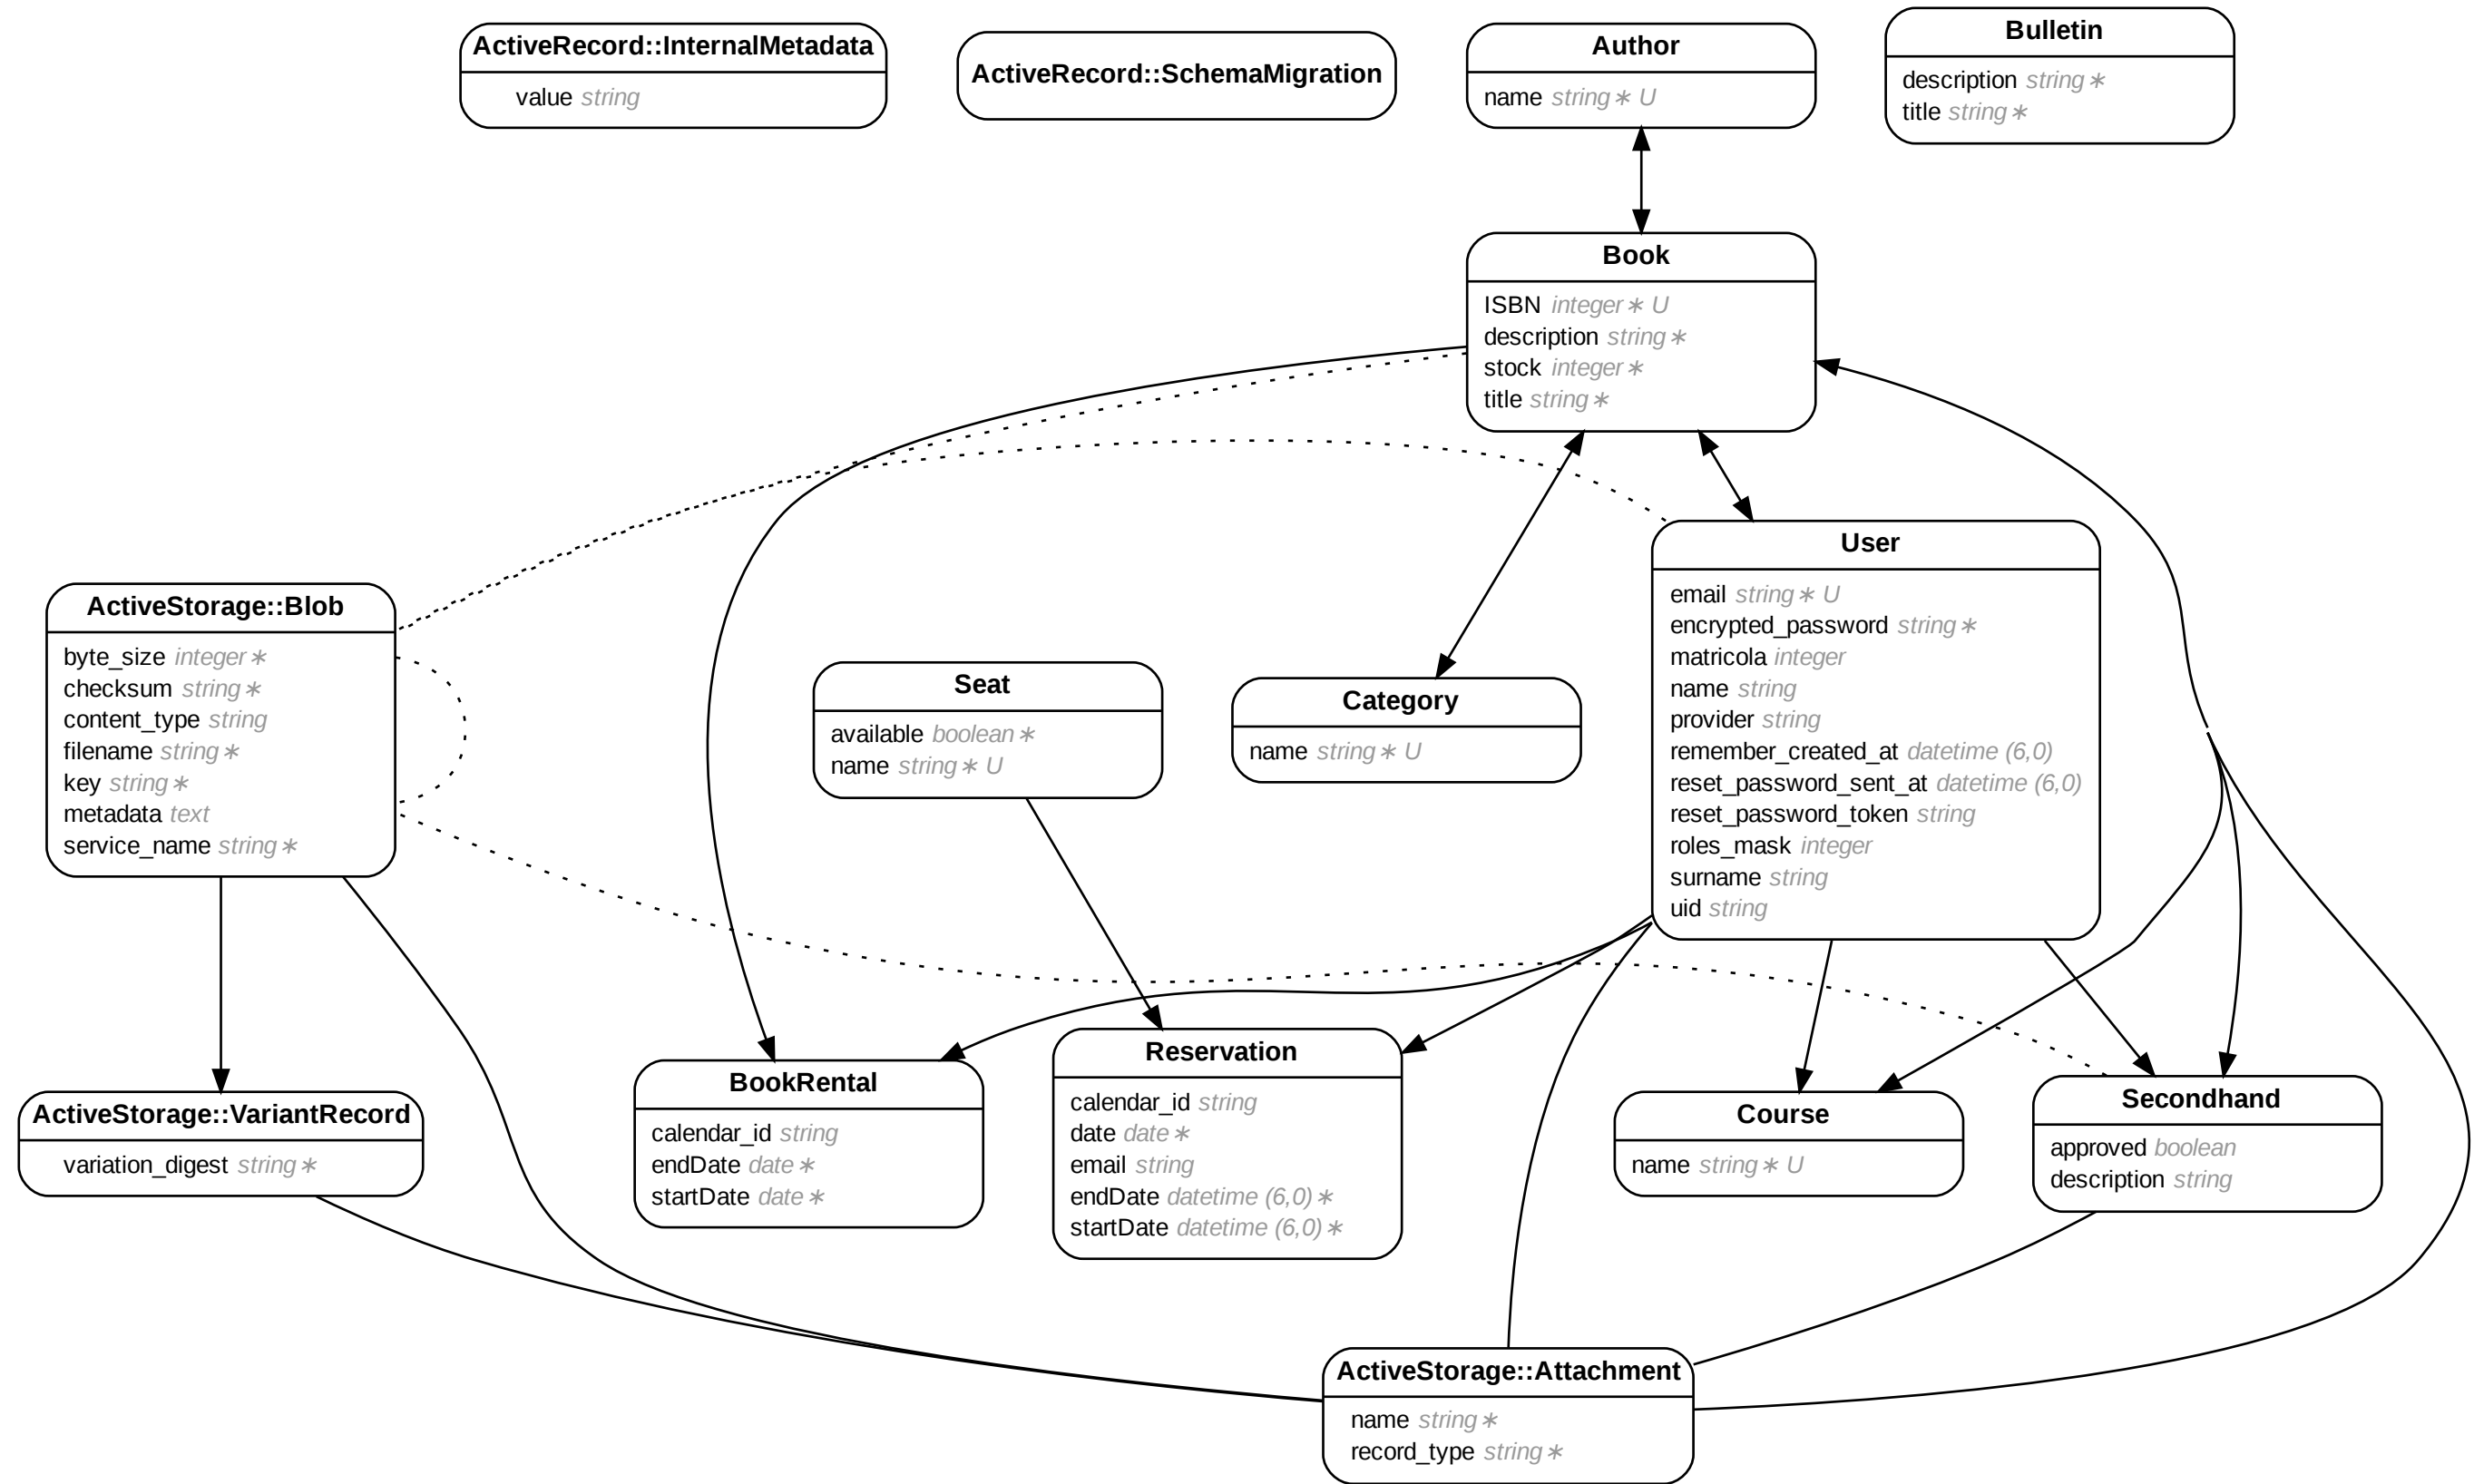 ActiveRecord::InternalMetadata
value string
ActiveRecord::SchemaMigration
Author
name string∗ U
Bulletin
description string∗
title string∗
Book
ISBN integer∗ U
description string∗
stock integer∗
title string∗
User
email string∗ U
encrypted_password string∗
matricola integer
name string
provider string
remember_created_at datetime (6,0)
reset_password_sent_at datetime (6,0)
reset_password_token string
roles_mask integer
surname string
uid string
ActiveStorage::Blob
byte_size integer∗
checksum string∗
content_type string
filename string∗
key string∗
metadata text
service_name string∗
Seat
available boolean∗
name string∗ U
Category
name string∗ U
ActiveStorage::VariantRecord
variation_digest string∗
BookRental
calendar_id string
endDate date∗
startDate date∗
Reservation
calendar_id string
date date∗
email string
endDate datetime (6,0)∗
startDate datetime (6,0)∗
Course
name string∗ U
Secondhand
approved boolean
description string
ActiveStorage::Attachment
name string∗
record_type string∗